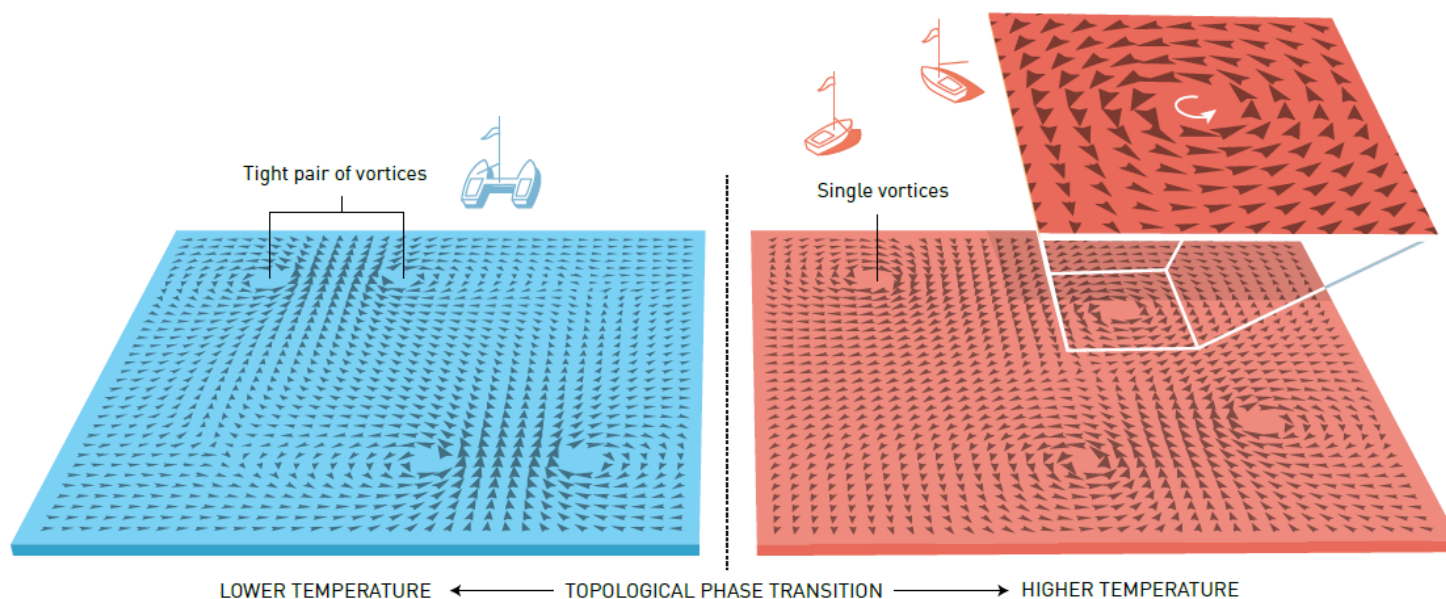 Tight pair of vortices
Single vortices
LOWER TEMPERATURE
TOPOLOGICAL PHASE TRANSITION
HIGHER TEMPERATURE